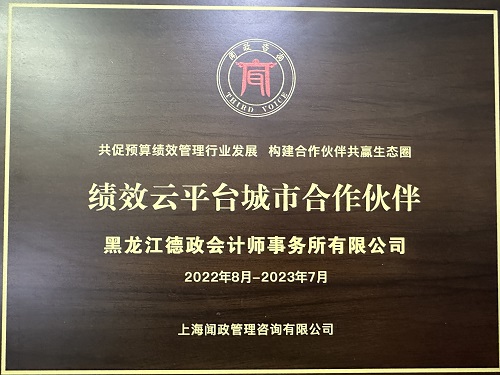 闻政咨询
THIRD VOICE
共促预算绩效管理行业发展 构建合作伙伴共赢生态圈
绩效云平台城市合作伙伴
黑龙江德政会计师事务所有限公司
2022年8月-2023年7月
上海闻政管理咨询有限公司